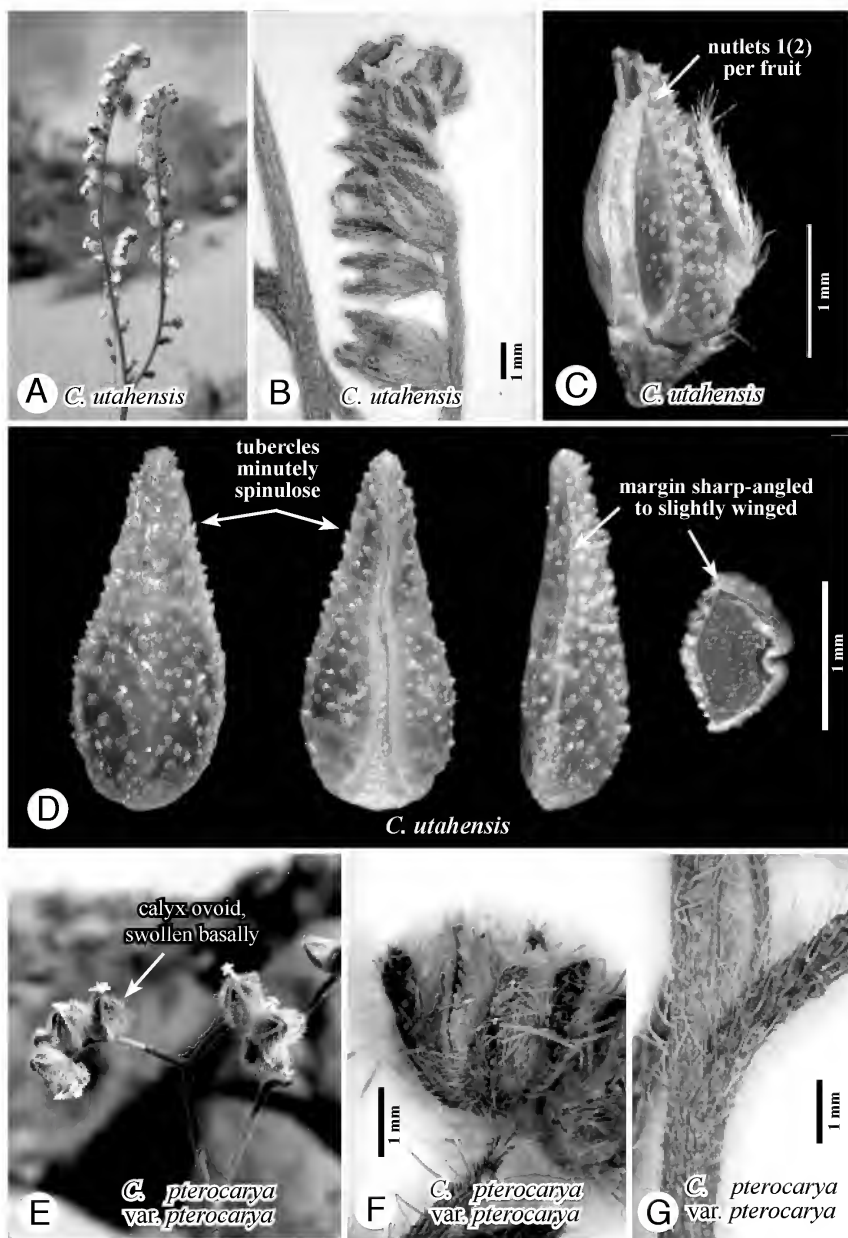 A
C. utahensis
B
1 mm
C. utahensis
nutlets 1(2)
per fruit
1 mm
C
C. utahensis
tubercles
minutely
spinulose
margin sharp-angled
to slightly winged
1 mm
D
C. utahensis
calyx ovoid,
swollen basally
E
C. pterocarya
var. pterocarya
1 mm
F
C. pterocarya
var. pterocarya
1 mm
G
C. pterocarya
var. pterocarya